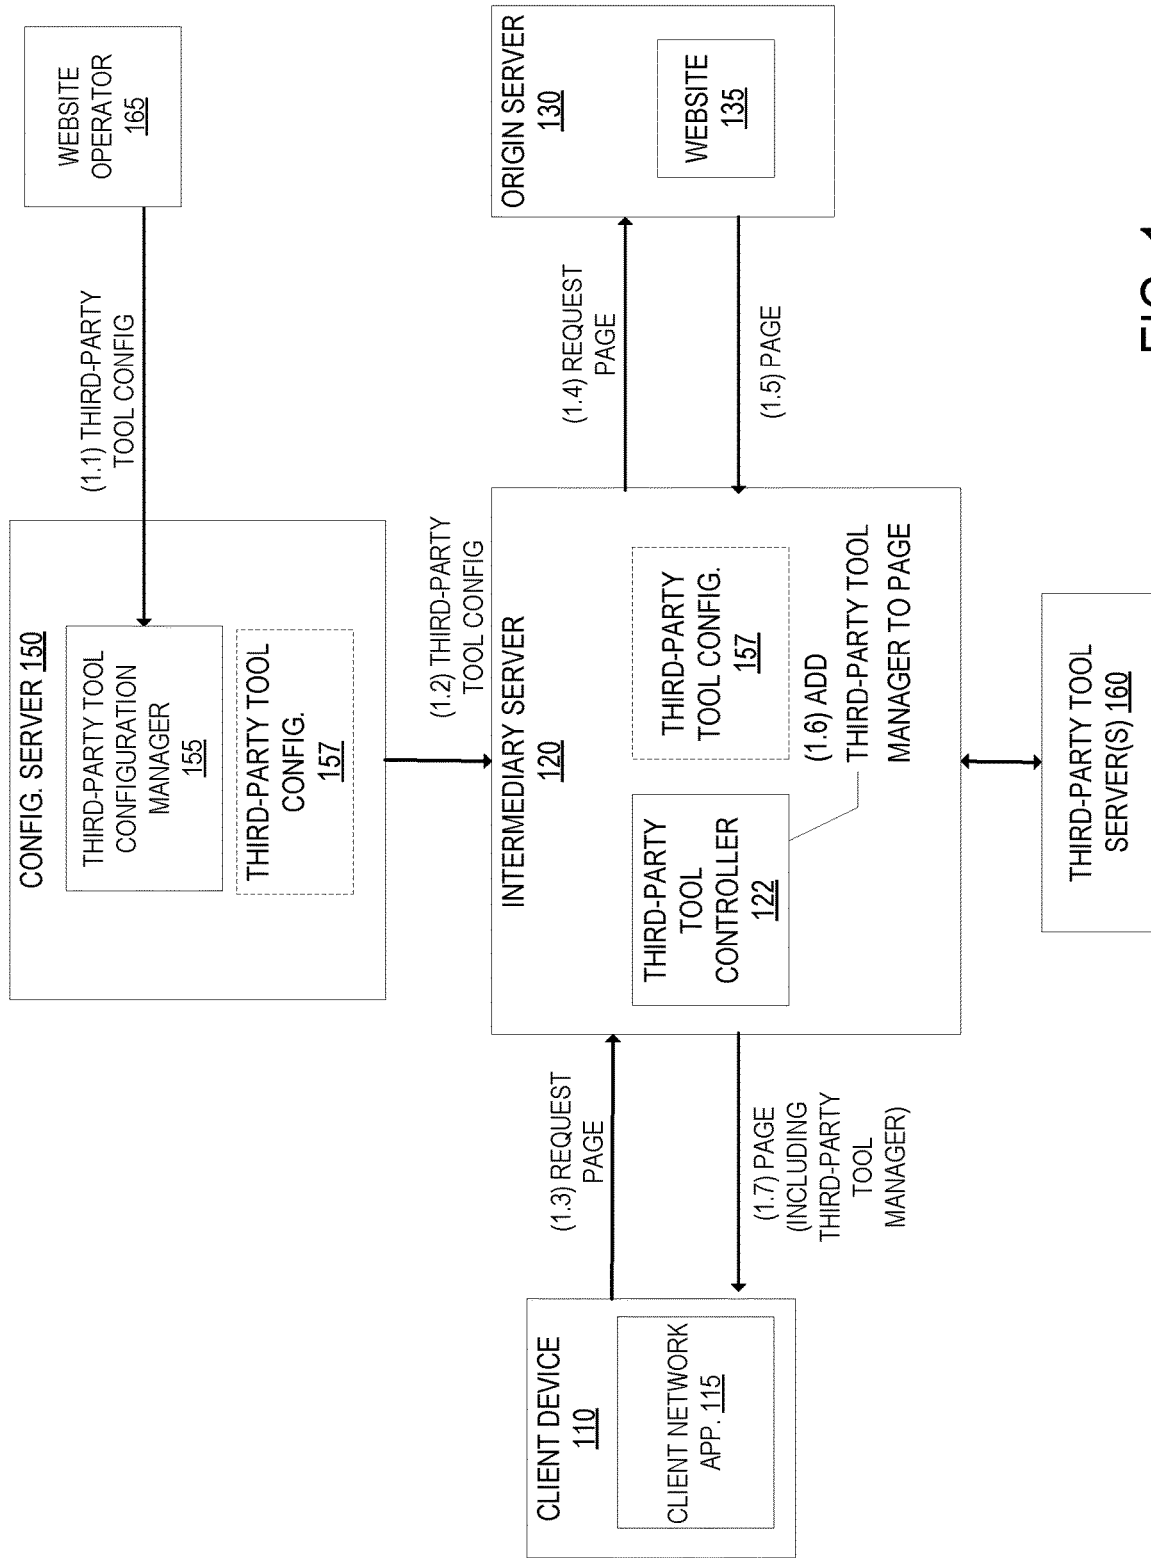 CONFIG. SERVER 150
THIRD-PARTY TOOL
CONFIGURATION
MANAGER
155
THIRD-PARTY TOOL
CONFIG.
157
(1.1) THIRD-PARTY
TOOL CONFIG
WEBSITE
OPERATOR
165
(1.2) THIRD-PARTY
TOOL CONFIG
CLIENT DEVICE
110
CLIENT NETWORK
APP. 115
(1.3) REQUEST
PAGE
(1.7) PAGE
(INCLUDING
THIRD-PARTY
TOOL
MANAGER)
INTERMEDIARY SERVER
120
THIRD-PARTY
TOOL
CONTROLLER
122
THIRD-PARTY
TOOL CONFIG.
157
(1.6) ADD
THIRD-PARTY TOOL
MANAGER TO PAGE
(1.4) REQUEST
PAGE
(1.5) PAGE
ORIGIN SERVER
130
WEBSITE
135
THIRD-PARTY TOOL
SERVER(S) 160
FIG. 1